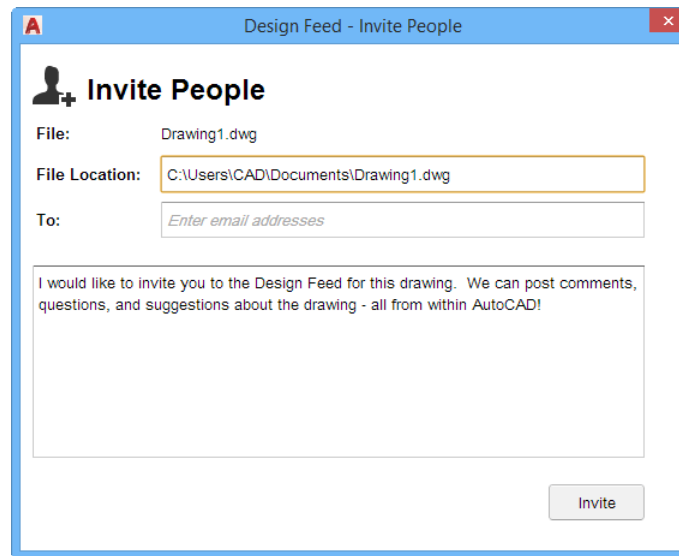 A
Design Feed - Invite People
Invite People
File: Drawing1.dwg
File Location: C:\Users\CAD\Documents\Drawing1.dwg
To: Enter email addresses
I would like to invite you to the Design Feed for this drawing.  We can post comments,
questions, and suggestions about the drawing - all from within AutoCAD!
Invite